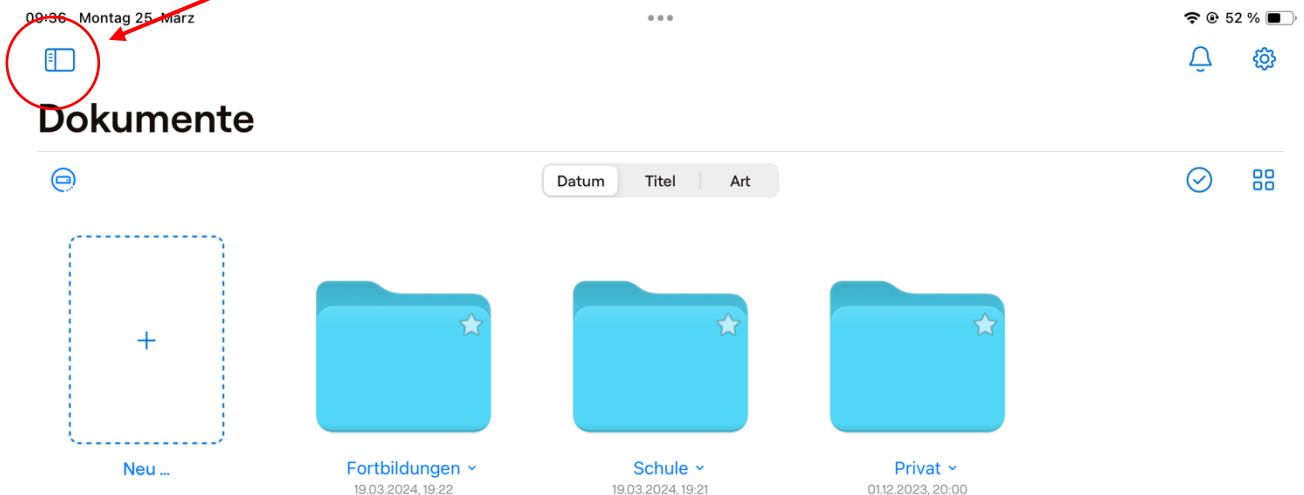 09:36 Montag 25. März
52 %
Dokumente
Datum Titel Art
Neu ...
Fortbildungen
19.03.2024, 19:22
Schule
19.03.2024, 19:21
Privat
01.12.2023, 20:00